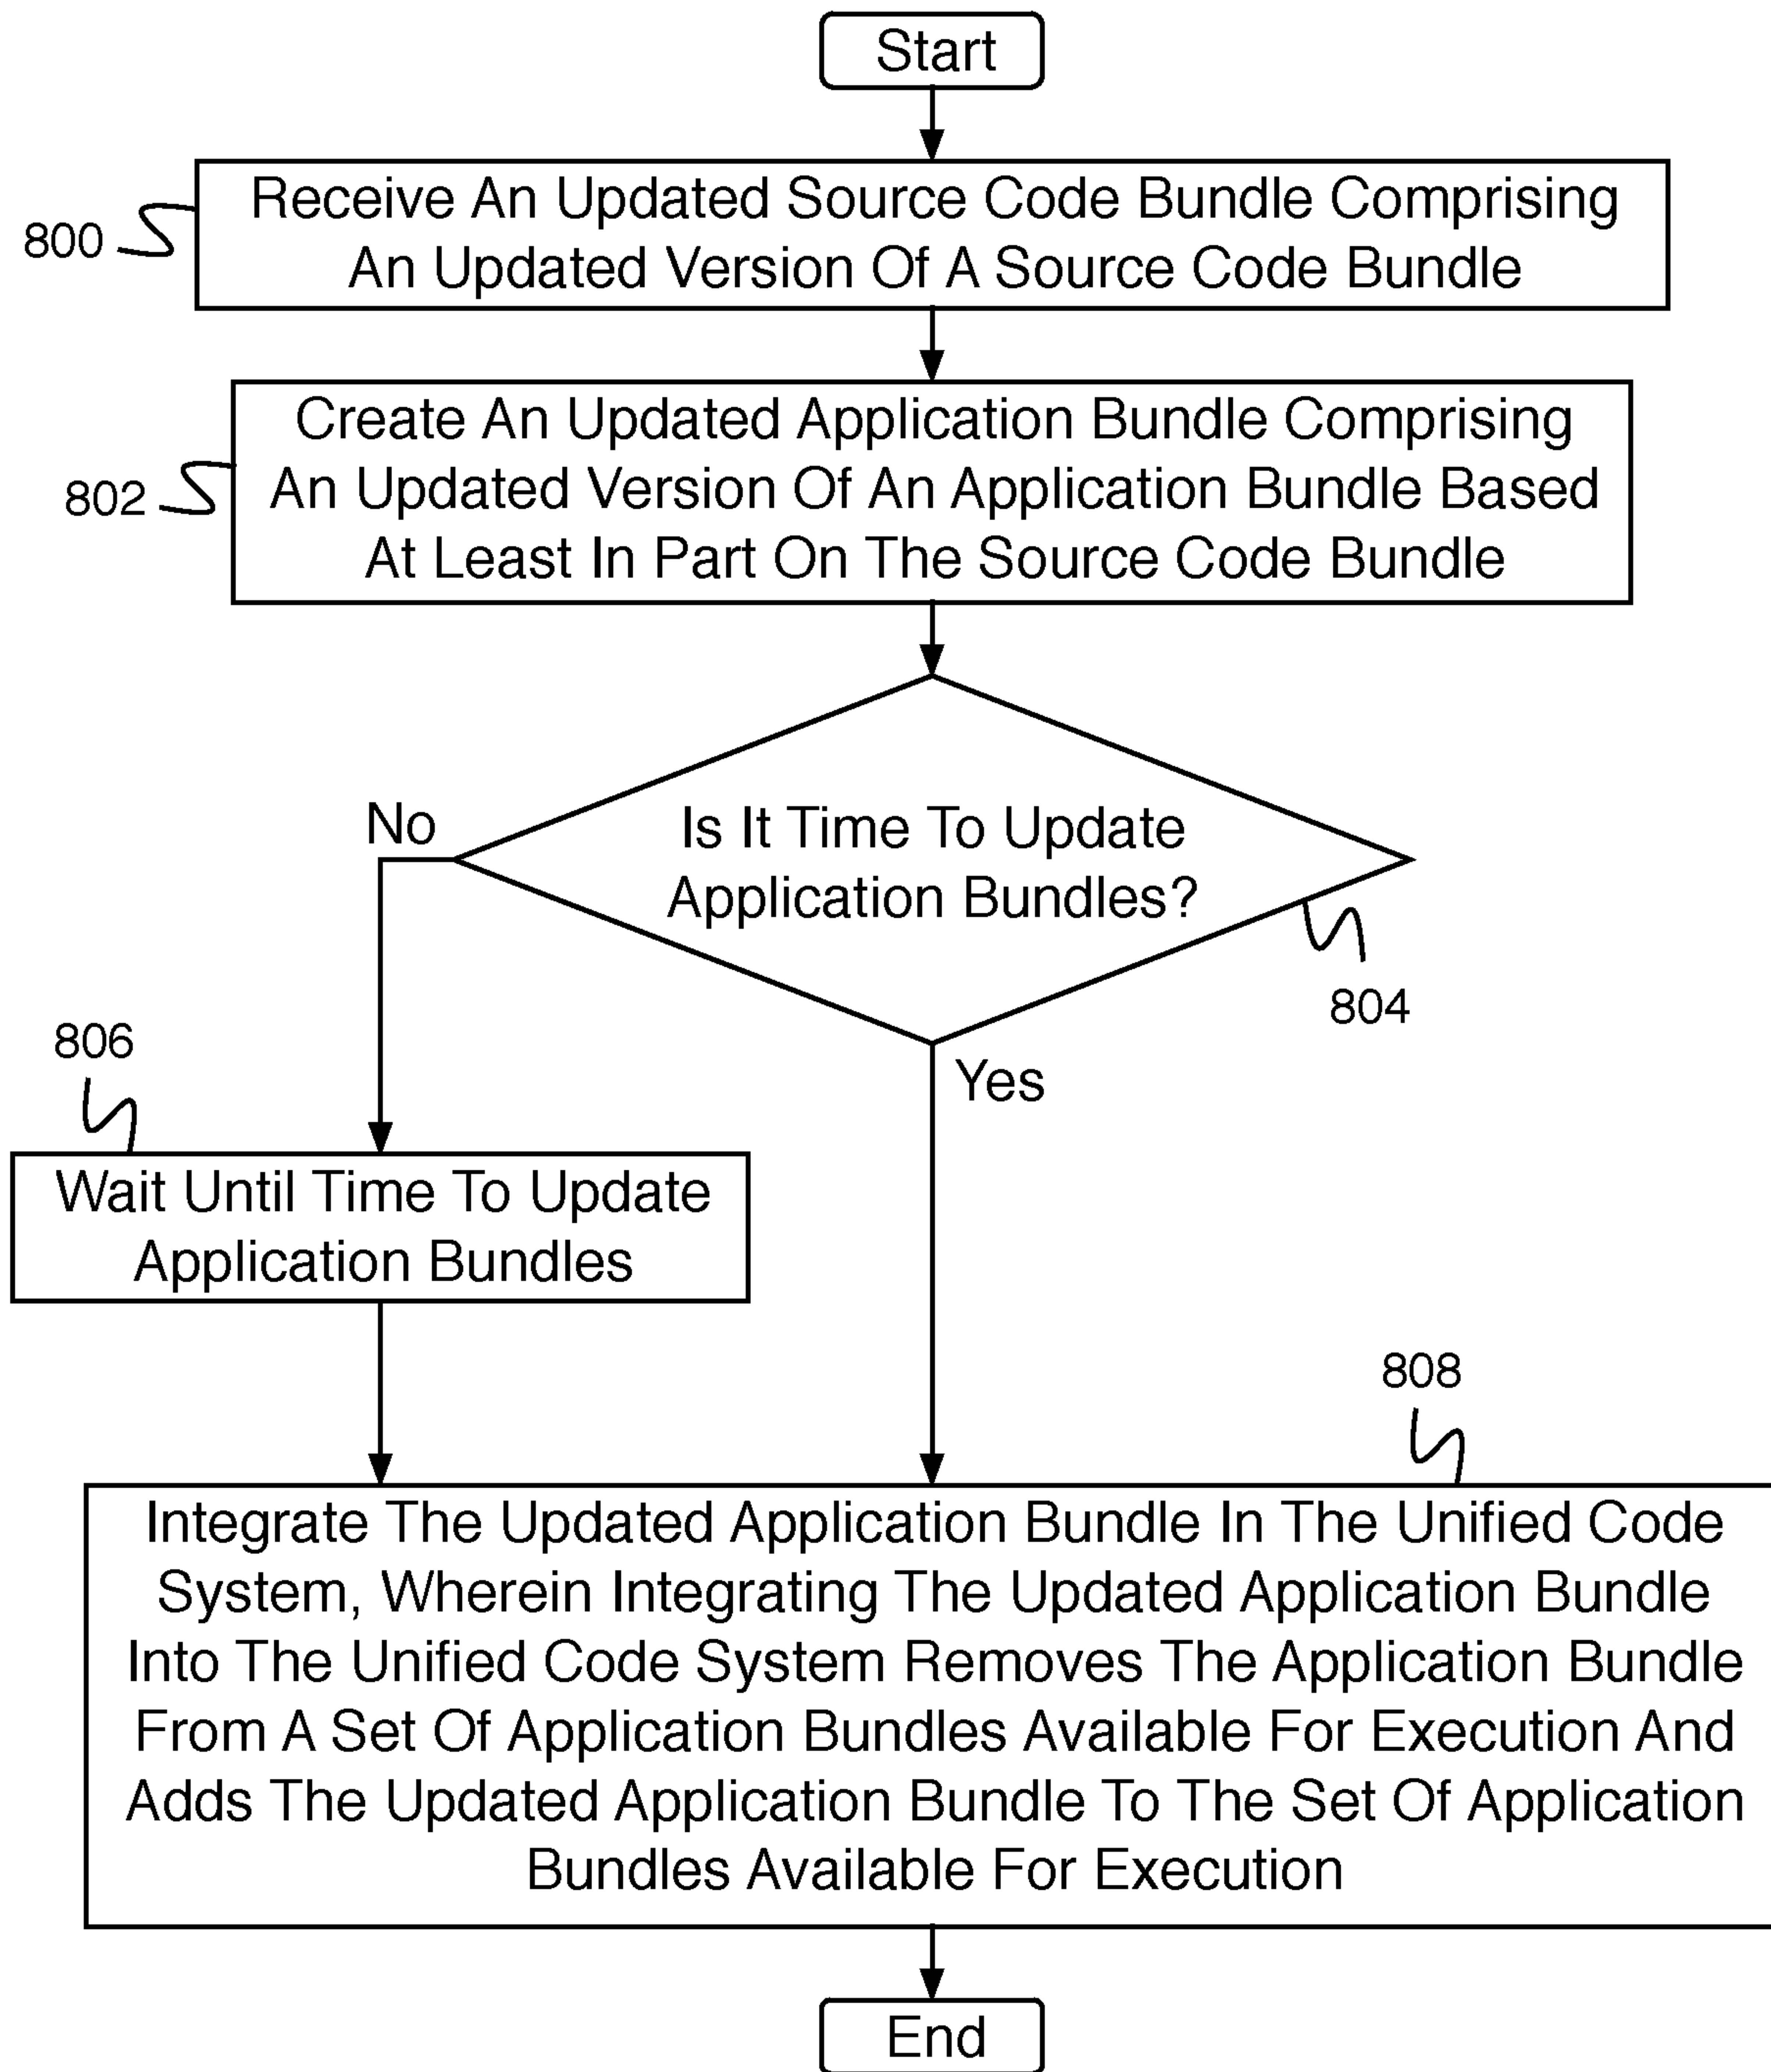 Start
Receive An Updated Source Code Bundle Comprising
An Updated Version Of A Source Code Bundle
800
Create An Updated Application Bundle Comprising
An Updated Version Of An Application Bundle Based
At Least In Part On The Source Code Bundle
802
Is It Time To Update
Application Bundles?
No
804
Yes
806
Wait Until Time To Update
Application Bundles
808
Integrate The Updated Application Bundle In The Unified Code
System, Wherein Integrating The Updated Application Bundle
Into The Unified Code System Removes The Application Bundle
From A Set Of Application Bundles Available For Execution And
Adds The Updated Application Bundle To The Set Of Application
Bundles Available For Execution
End